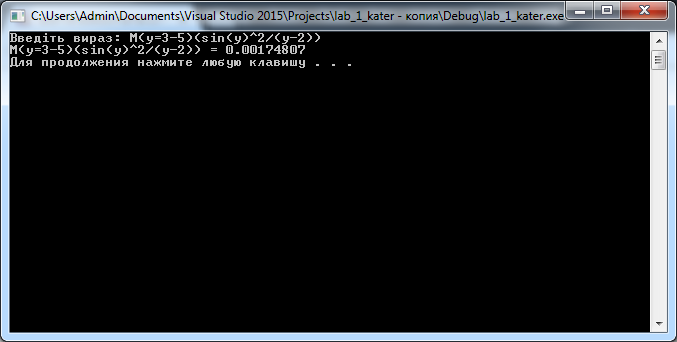 C:\Users\Admin\Documents\Visual Studio 2015\Projects\lab_1_kater - копия\Debug\lab_1_kater.exe
Введіть вираз: M(y=3-5)(sin(y)^2/(y-2))
M(y=3-5)(sin(y)^2/(y-2)) = 0.00174807
Для продолжения нажмите любую клавишу . . .